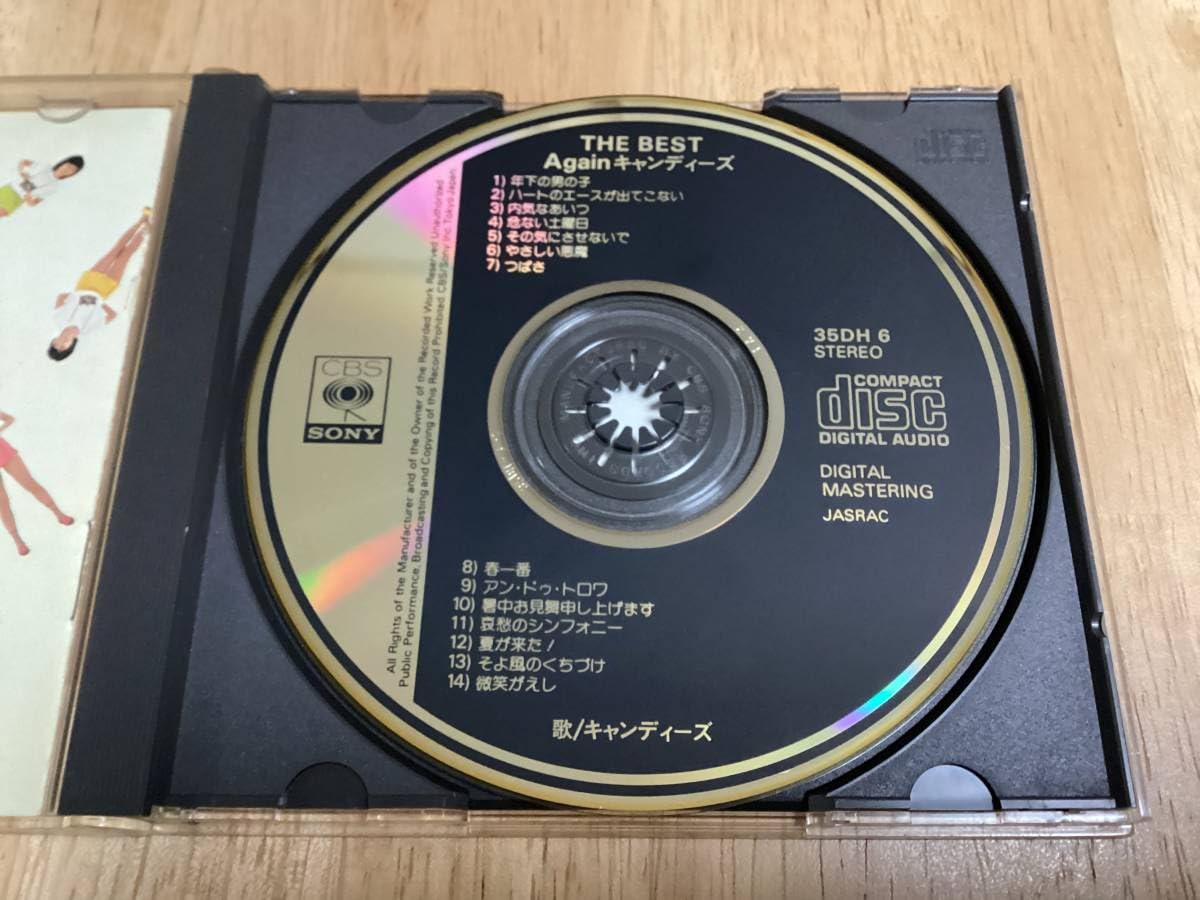 THE BEST
Againキャンディーズ
1) 年下の男の子
2) ハートのエースが出てこない
3) 内気なあいつ
4) 危ない土曜日
5) その気にさせないで
6) やさしい悪魔
7) つばさ
All Rights of the Manufacturer and of the Owner of the Recorded Work Reserved Unauthorized
Public Performance, Broadcasting and Copying of this Record Prohibited CBS/Sony Inc. Tokyo Japan
CBS
SONY
35DH 6
STEREO
COMPACT
disc
DIGITAL AUDIO
DIGITAL
MASTERING
JASRAC
8) 春一番
9) アン・ドゥ・トロワ
10) 暑中お見舞申し上げます
11) 哀愁のシンフォニー
12) 夏が来た!
13) そよ風のくちづけ
14) 微笑がえし
歌/キャンディーズ